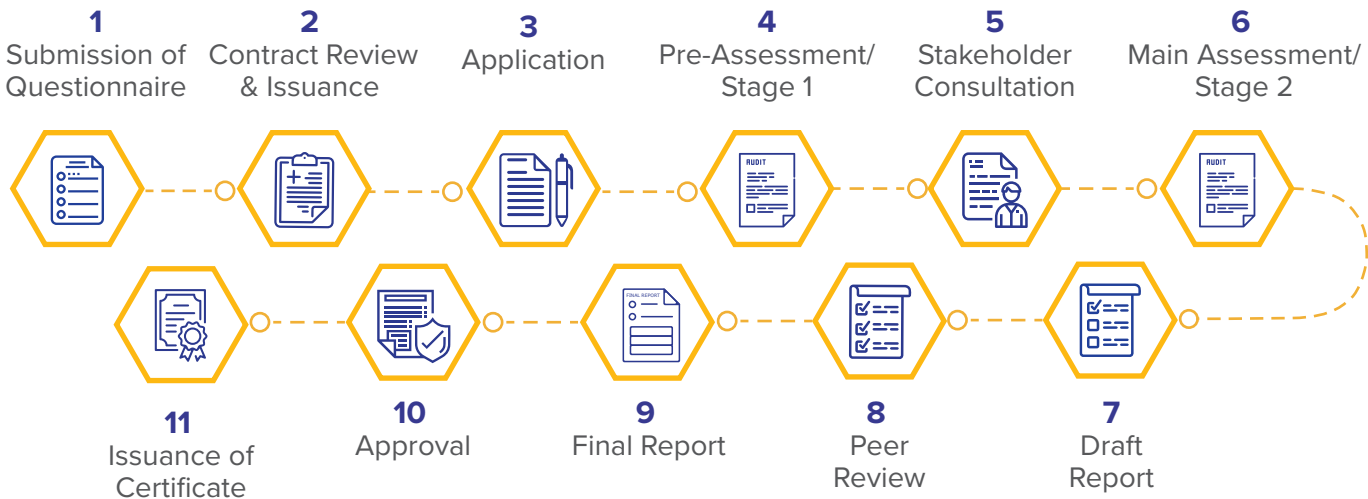 1
Submission of
Questionnaire
2
Contract Review
& Issuance
3
Application
4
Pre-Assessment/
Stage 1
5
Stakeholder
Consultation
6
Main Assessment/
Stage 2
AUDIT
AUDIT
FINAL REPORT
7
Draft
Report
8
Peer
Review
9
Final Report
10
Approval
11
Issuance of
Certificate